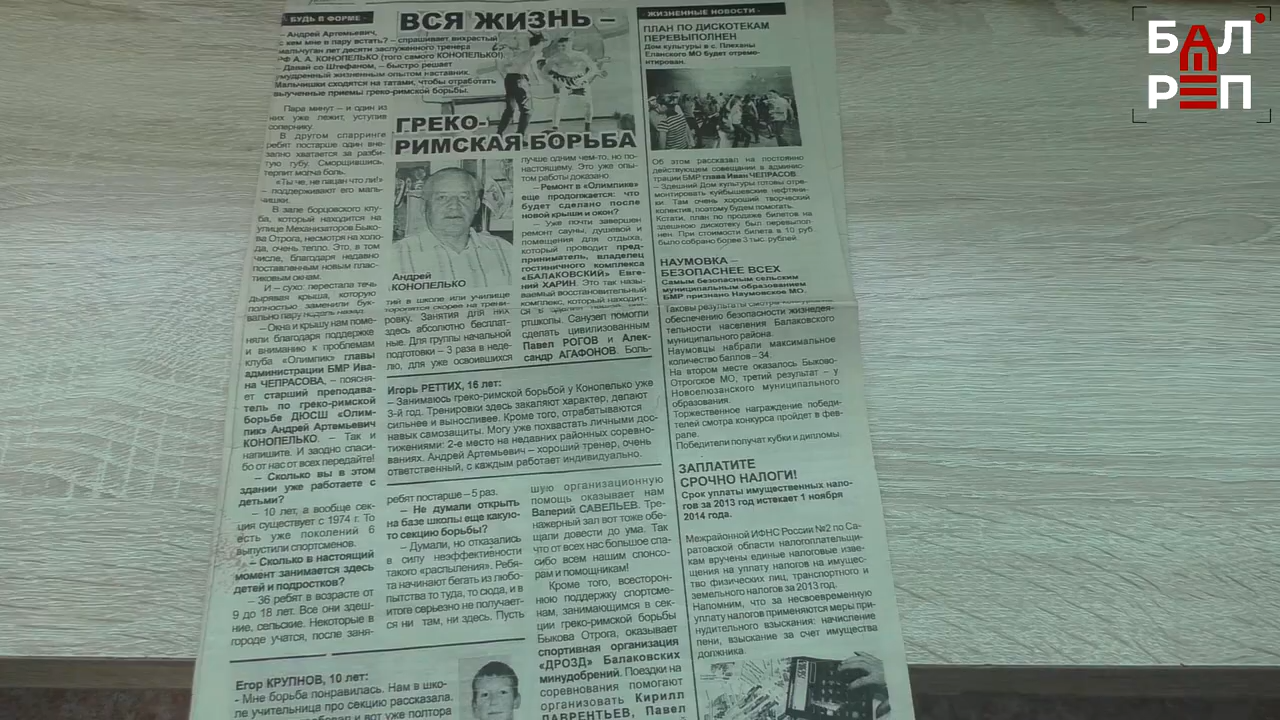 БУДЬ В ФОРМЕ
ВСЯ ЖИЗНЬ –
ГРЕКО-
РИМСКАЯ БОРЬБА
– Андрей Артемьевич,
с кем мне в пару встать? – спрашивает вихрастый
мальчуган лет десяти заслуженного тренера
РФ А. А. КОНОПЕЛЬКО (того самого КОНОПЕЛЬКО!)
– Давай со Штефаном, – быстро решает
умудренный жизненным опытом наставник.
Мальчишки сходятся на татами, чтобы отработать
выученные приемы греко-римской борьбы.
Пара минут – и один из
них уже лежит, уступив
сопернику.
В другом спарринге
ребят постарше один вне-
запно хватается за разби-
тую губу. Сморщившись,
терпит молча боль.
– «Ты че, не пацан что ли!»
– поддерживают его маль-
чишки.
В зале борцовского клу-
ба, который находится на
улице Механизаторов Быко-
ва Отрога, несмотря на холо-
да, очень тепло. Это, в том
числе, благодаря недавно
поставленным новым плас-
тиковым окнам.
И – сухо: перестала течь
дырявая крыша, которую
полностью заменили бук-
вально пару недель назад.
– Окна и крышу нам поме-
няли благодаря поддержке
и вниманию к проблемам
клуба «Олимпик» главы
администрации БМР Ива-
на ЧЕПРАСОВА, – поясня-
ет старший преподава-
тель по греко-римской
борьбе ДЮСШ «Олим-
пик» Андрей Артемьевич
КОНОПЕЛЬКО. – Так и
напишите. И заодно спаси-
бо от нас от всех передайте!
– Сколько вы в этом
здании уже работаете с
детьми?
– 10 лет, а вообще сек-
ция существует с 1974 г. То
есть уже поколений 6
выпустили спортсменов.
– Сколько в настоящий
момент занимается здесь
детей и подростков?
– 36 ребят в возрасте от
9 до 18 лет. Все они здеш-
ние, сельские. Некоторые в
городе учатся, после заня-
Андрей
КОНОПЕЛЬКО
тий в школе или училище
торопятся скорее на трени-
ровку. Занятия для них
здесь абсолютно бесплат-
ные. Для группы начальной
подготовки – 3 раза в неде-
лю, для уже освоившихся
лучше одним чем-то, но по-
настоящему. Это уже опы-
том работы доказано.
– Ремонт в «Олимпике»
еще продолжается: что
будет сделано после
новой крыши и окон?
– Уже почти завершен
ремонт сауны, душевой и
помещения для отдыха,
который проводит пред-
приниматель, владелец
гостиничного комплекса
«БАЛАКОВСКИЙ» Евге-
ний ХАРИН. Это так назы-
ваемый восстановительный
комплекс, который находит-
ся в
ртшколы. Санузел помогли
сделать цивилизованным
Павел РОГОВ и Алек-
сандр АГАФОНОВ. Боль-
Игорь РЕТТИХ, 16 лет:
– Занимаюсь греко-римской борьбой у Конопелько уже
3-й год. Тренировки здесь закаляют характер, делают
сильнее и выносливее. Кроме того, отрабатываются
навык самозащиты. Могу уже похвастать личными дос-
тижениями: 2-е место на недавних районных соревно-
ваниях. Андрей Артемьевич – хороший тренер, очень
ответственный, с каждым работает индивидуально.
ребят постарше – 5 раз.
– Не думали открыть
на базе школы еще какую-
то секцию борьбы?
– Думали, но отказались
в силу неэффективности
такого «распыления». Ребя-
та начинают бегать из любо-
пытства то туда, то сюда, и в
итоге серьезно не получает-
ся ни там, ни здесь. Пусть
шую организационную
помощь оказывает нам
Валерий САВЕЛЬЕВ. Тре-
нажерный зал вот тоже обе-
щали довести до ума. Так
что от всех нас большое спа-
сибо всем нашим спонсо-
рам и помощникам!
Кроме того, всесторон-
нюю поддержку спортсме-
нам, занимающимся в сек-
ции греко-римской борьбы
Быкова Отрога, оказывает
спортивная организация
«ДРОЗД» Балаковских
минудобрений. Поездки на
соревнования помогают
организовать Кирилл
ЛАВРЕНТЬЕВ, Павел
Егор КРУПНОВ, 10 лет:
- Мне борьба понравилась. Нам в шко-
ле учительница про секцию рассказала.
вот уже полтора
ЖИЗНЕННЫЕ НОВОСТИ
ПЛАН ПО ДИСКОТЕКАМ
ПЕРЕВЫПОЛНЕН
Дом культуры в с. Плеханы
Еланского МО будет отремон-
тирован.
Об этом рассказал на постоянно
действующем совещании в админис-
трации БМР глава Иван ЧЕПРАСОВ.
– Здешний Дом культуры готовы отре-
монтировать куйбышевские нефтяни-
ки. Там очень хороший творческий
коллектив, поэтому будем помогать.
Кстати, план по продаже билетов на
здешнюю дискотеку был перевыпол-
нен. При стоимости билета в 10 руб.
было собрано более 3 тыс. рублей.
НАУМОВКА –
БЕЗОПАСНЕЕ ВСЕХ
Самым безопасным сельским
муниципальным образованием
БМР признано Наумовское МО.
Таковы результаты смотра-конкурса
обеспечению безопасности жизнедея-
тельности населения Балаковского
муниципального района.
Наумовцы набрали максимальное
количество баллов – 34.
На втором месте оказалось Быково-
Отрогское МО, третий результат – у
Новоелюзанского муниципального
образования.
Торжественное награждение победи-
телей смотра конкурса пройдет в фев-
рале.
Победители получат кубки и дипломы.
ЗАПЛАТИТЕ
СРОЧНО НАЛОГИ!
Срок уплаты имущественных нало-
гов за 2013 год истекает 1 ноября
2014 года.
Межрайонной ИФНС России №2 по Са-
ратовской области налогоплательщи-
кам вручены единые налоговые изве-
щения на уплату налога на имущес-
тво физических лиц, транспортного и
земельного налогов за 2013 год.
Напомним, что за несвоевременную
уплату налогов применяются меры при-
нудительного взыскания: начисление
пени, взыскание за счет имущества
должника.
БАЛ
РЕП